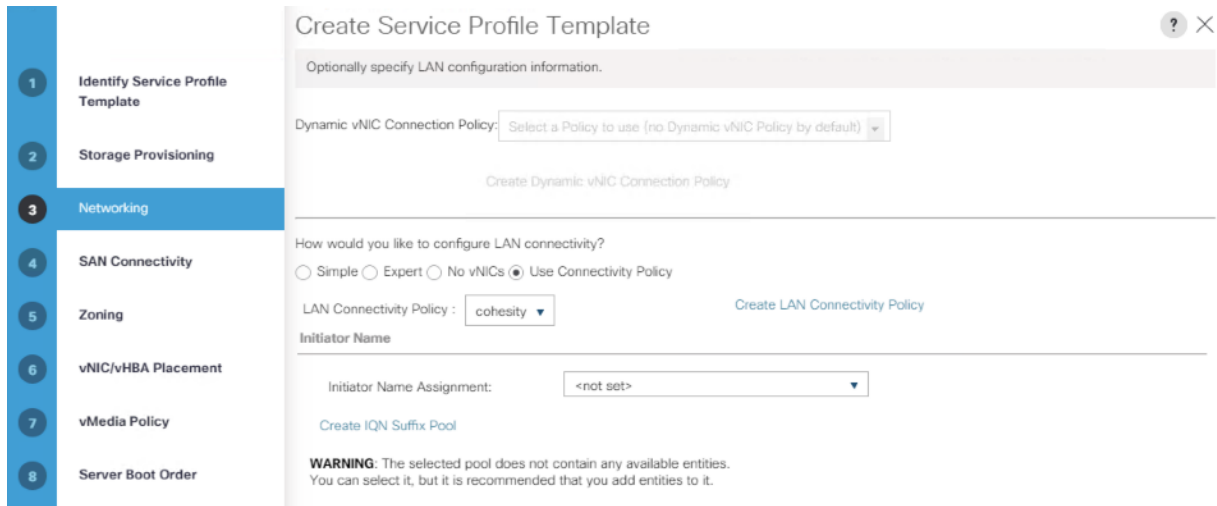 Create Service Profile Template
?
Optionally specify LAN configuration information.
1 Identify Service Profile
Template
2 Storage Provisioning
3 Networking
4 SAN Connectivity
5 Zoning
6 vNIC/vHBA Placement
7 vMedia Policy
8 Server Boot Order
Dynamic vNIC Connection Policy: Select a Policy to use (no Dynamic vNIC Policy by default)
Create Dynamic vNIC Connection Policy
How would you like to configure LAN connectivity?
Simple Expert No vNICs Use Connectivity Policy
LAN Connectivity Policy : cohesity Create LAN Connectivity Policy
Initiator Name
Initiator Name Assignment: <not set>
Create IQN Suffix Pool
WARNING: The selected pool does not contain any available entities.
You can select it, but it is recommended that you add entities to it.